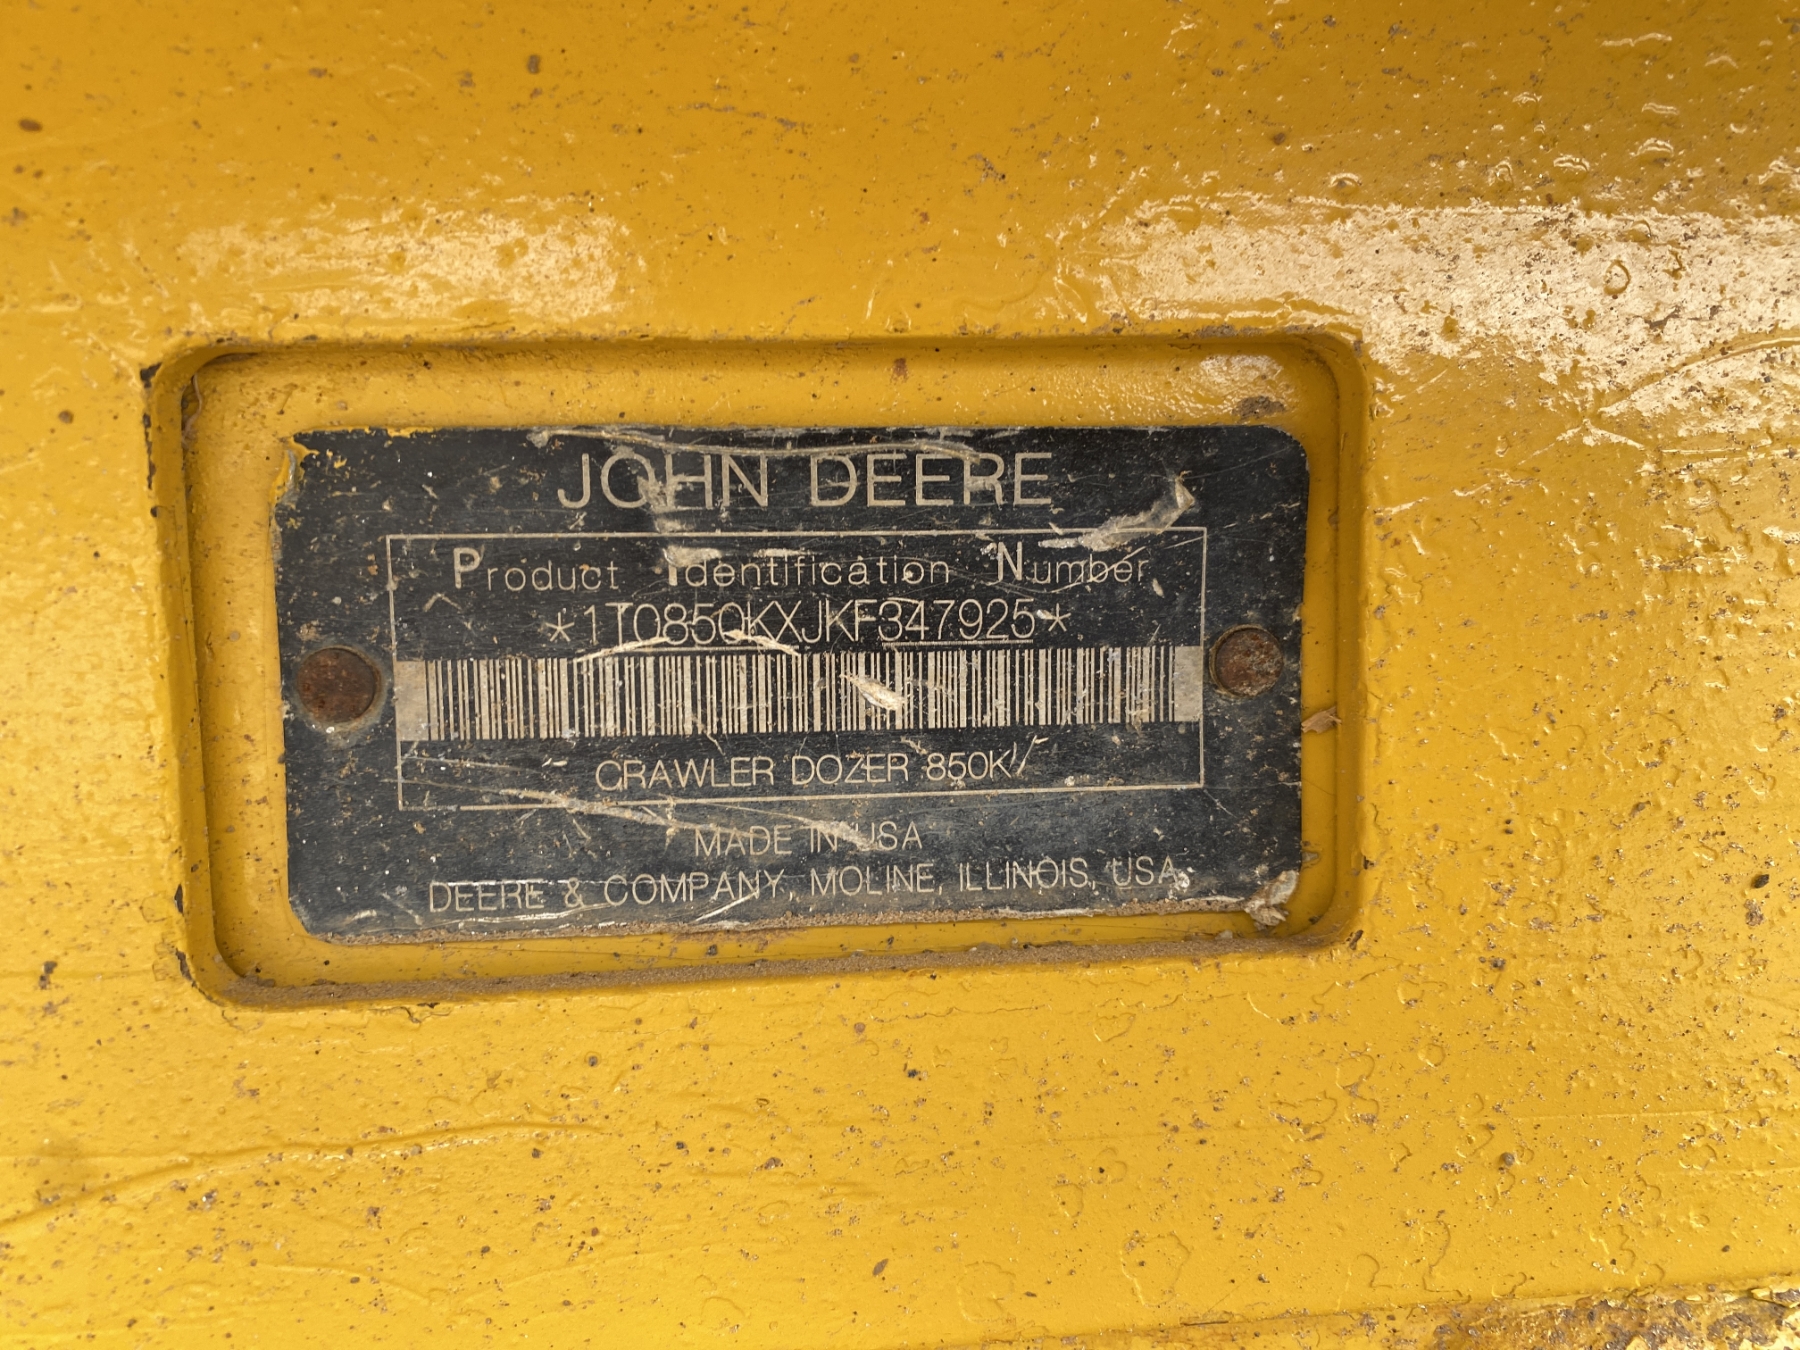 JOHN DEERE
Product Identification Number
*1T0850KXJKF347925*
CRAWLER DOZER 850K
MADE IN USA
DEERE & COMPANY, MOLINE, ILLINOIS, USA